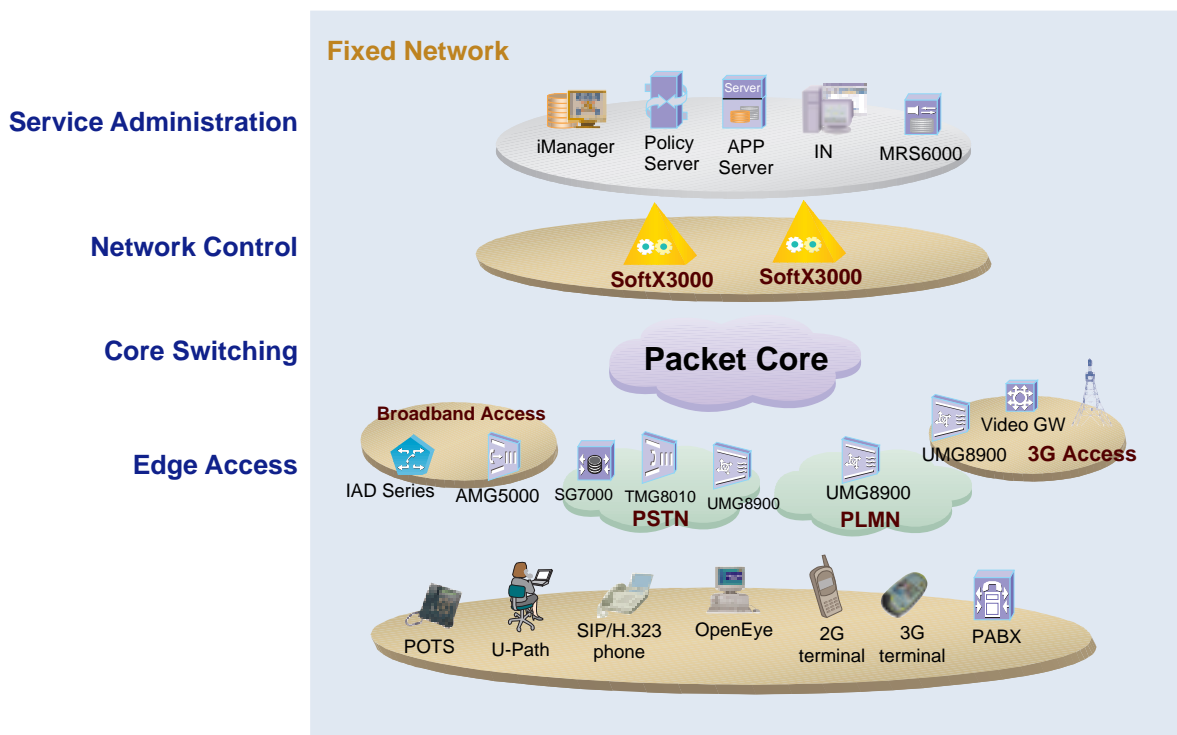 Fixed Network
Service Administration
Server
iManager
Policy
Server
APP
Server
IN
MRS6000
Network Control
SoftX3000
SoftX3000
Core Switching
Packet Core
Edge Access
Broadband Access
IAD Series
AMG5000
SG7000
TMG8010
UMG8900
PSTN
UMG8900
PLMN
Video GW
UMG8900
3G Access
POTS
U-Path
SIP/H.323
phone
OpenEye
2G
terminal
3G
terminal
PABX